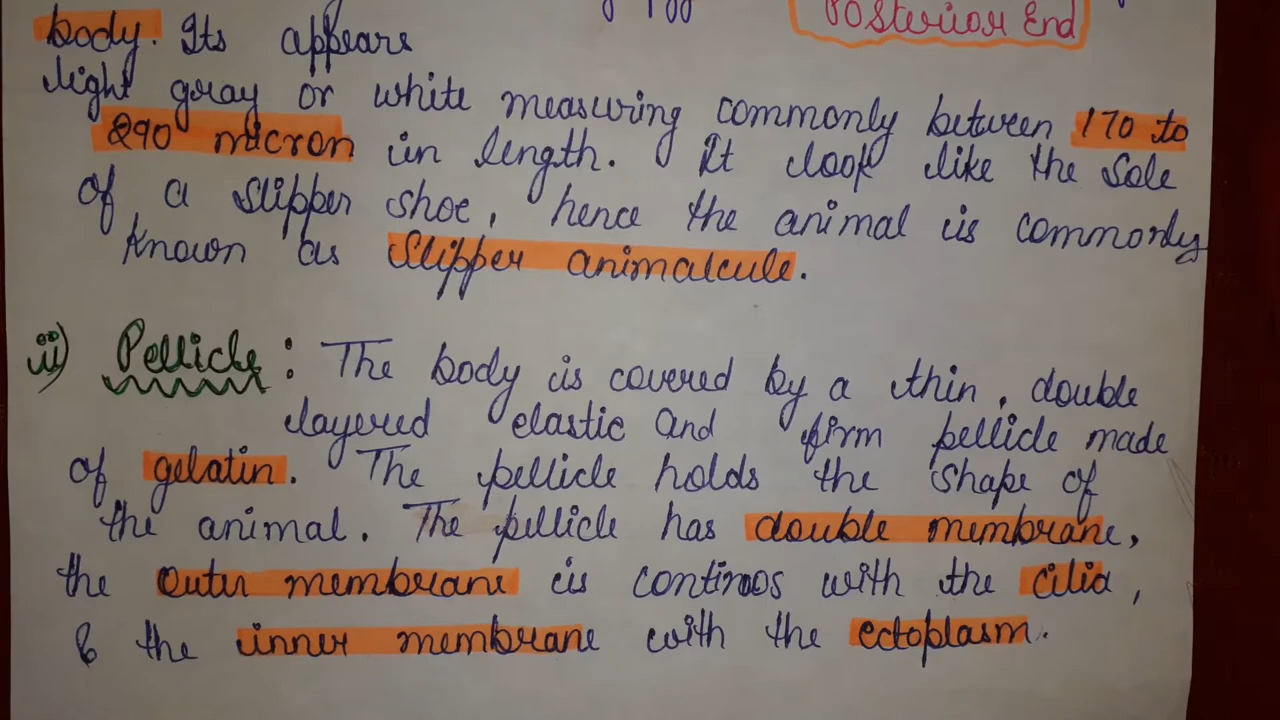 Posterior End
body. Its appears
light gray or white measuring commonly between 170 to
290 micron in length. It look like the Sole
of a slipper shoe, hence the animal is commonly
known as Slipper animalcule.
ii) Pellicle: The body is covered by a thin, double
layered elastic and firm pellicle made
of gelatin. The pellicle holds the shape of
the animal. The pellicle has double membrane,
the outer membrane is continos with the cilia,
& the inner membrane with the ectoplasm.